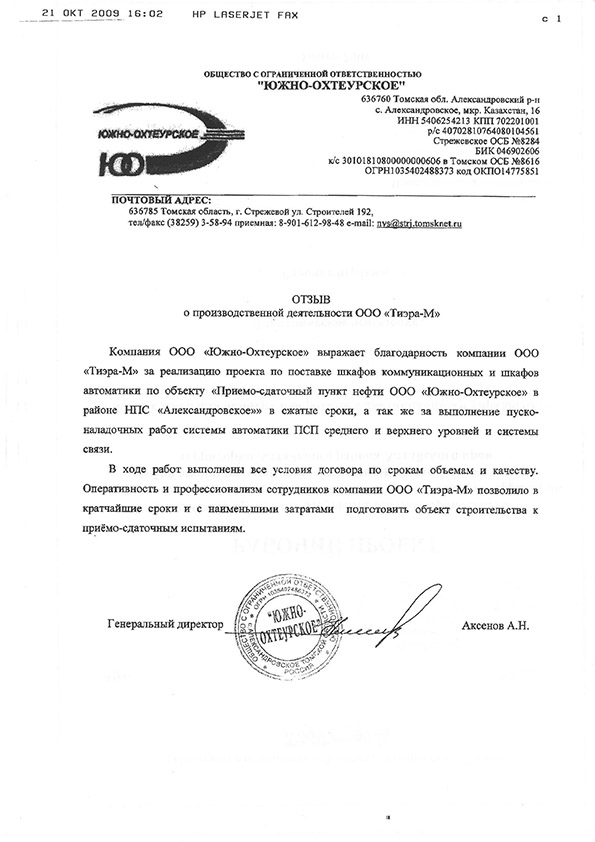 21 ОКТ 2009 16:02 HP LASERJET FAX с 1
ОБЩЕСТВО С ОГРАНИЧЕННОЙ ОТВЕТСТВЕННОСТЬЮ
"ЮЖНО-ОХТЕУРСКОЕ"
636760 Томская обл. Александровский р-н
с. Александровское, мкр. Казахстан, 16
ИНН 5406254213 КПП 702201001
р/с 40702810764080104561
Стрежевское ОСБ №8284
БИК 046902606
к/с 30101810800000000606 в Томском ОСБ №8616
ОГРН1035402488373 код ОКПО14775851
ЮЖНО-ОХТЕУРСКОЕ
ЮО
ПОЧТОВЫЙ АДРЕС:
636785 Томская область, г. Стрежевой ул. Строителей 192,
тел/факс (38259) 3-58-94 приемная: 8-901-612-98-48 e-mail: nys@strj.tomsknet.ru
ОТЗЫВ
о производственной деятельности ООО «Тиэра-М»
Компания ООО «Южно-Охтеурское» выражает благодарность компании ООО
«Тиэра-М» за реализацию проекта по поставке шкафов коммуникационных и шкафов
автоматики по объекту «Приемо-сдаточный пункт нефти ООО «Южно-Охтеурское» в
районе НПС «Александровское»» в сжатые сроки, а так же за выполнение пуско-
наладочных работ системы автоматики ПСП среднего и верхнего уровней и системы
связи.
В ходе работ выполнены все условия договора по срокам объемам и качеству.
Оперативность и профессионализм сотрудников компании ООО «Тиэра-М» позволило в
кратчайшие сроки и с наименьшими затратами подготовить объект строительства к
приёмо-сдаточным испытаниям.
Генеральный директор Аксенов А.Н.
ОБЩЕСТВО С ОГРАНИЧЕННОЙ ОТВЕТСТВЕННОСТЬЮ
ОГРН 1035402488373
"ЮЖНО-
ОХТЕУРСКОЕ"
РОССИЯ